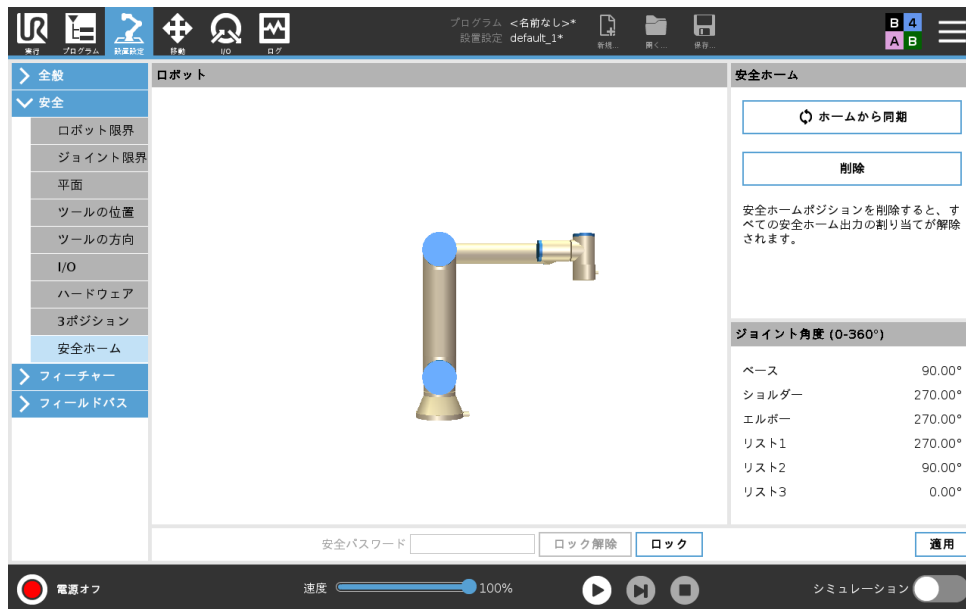 UR
実行
プログラム
設置設定
移動
I/O
ログ
プログラム <名前なし>*
設置設定 default_1*
新規...
開く...
保存...
B 4
A B
全般
安全
ロボット限界
ジョイント限界
平面
ツールの位置
ツールの方向
I/O
ハードウェア
3ポジション
安全ホーム
フィーチャー
フィールドバス
ロボット
安全ホーム
ホームから同期
削除
安全ホームポジションを削除すると、す
べての安全ホーム出力の割り当てが解除
されます。
ジョイント角度 (0-360°)
ベース 90.00°
ショルダー 270.00°
エルボー 270.00°
リスト1 270.00°
リスト2 90.00°
リスト3 0.00°
安全パスワード
ロック解除
ロック
適用
電源オフ
速度
100%
シミュレーション